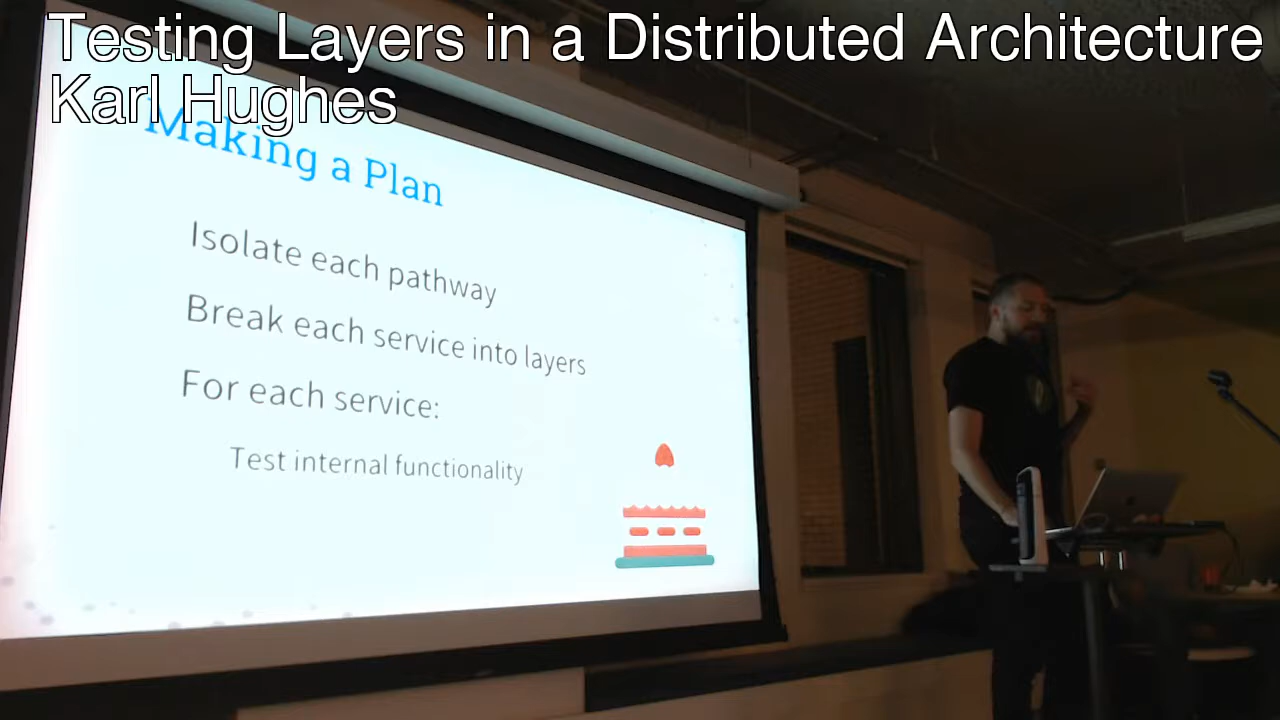 Testing Layers in a Distributed Architecture
Karl Hughes
Making a Plan
Isolate each pathway
Break each service into layers
For each service:
Test internal functionality